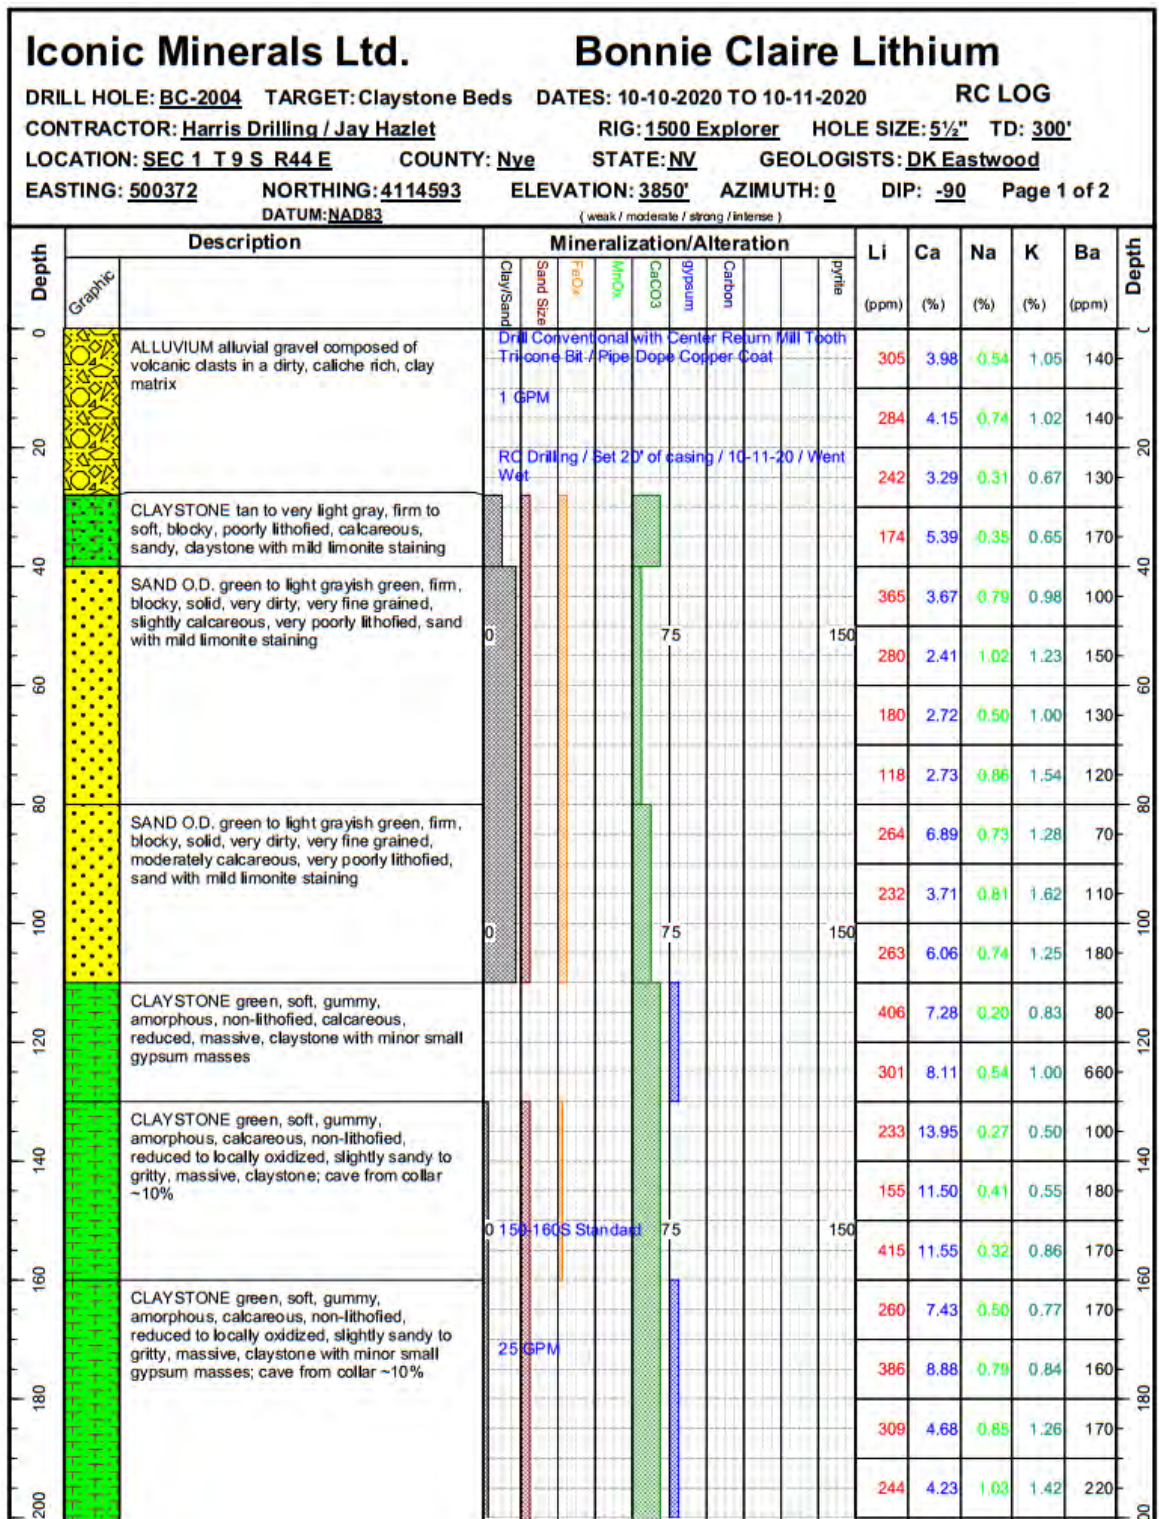 Iconic Minerals Ltd. Bonnie Claire Lithium
DRILL HOLE: BC-2004 TARGET: Claystone Beds DATES: 10-10-2020 TO 10-11-2020 RC LOG
CONTRACTOR: Harris Drilling / Jay Hazlet RIG: 1500 Explorer HOLE SIZE: 5½" TD: 300'
LOCATION: SEC 1 T 9 S R44 E COUNTY: Nye STATE: NV GEOLOGISTS: DK Eastwood
EASTING: 500372 NORTHING: 4114593 ELEVATION: 3850' AZIMUTH: 0 DIP: -90 Page 1 of 2
DATUM: NAD83 ( weak / moderate / strong / intense )
Depth Description Mineralization/Alteration Li Ca Na K Ba Depth
Graphic Clay/Sand Sand Size FeOx MnOx CaCO3 gypsum Carbon pyrite (ppm) (%) (%) (%) (ppm)
0
Drill Conventional with Center Return Mill Tooth
Tri-cone Bit / Pipe Dope Copper Coat
ALLUVIUM alluvial gravel composed of
volcanic clasts in a dirty, caliche rich, clay
matrix
305 3.98 0.54 1.05 140
1 GPM
284 4.15 0.74 1.02 140
20 20
RC Drilling / Set 20' of casing / 10-11-20 / Went
Wet
242 3.29 0.31 0.67 130
CLAYSTONE tan to very light gray, firm to
soft, blocky, poorly lithofied, calcareous,
sandy, claystone with mild limonite staining
174 5.39 0.35 0.65 170
40 40
SAND O.D. green to light grayish green, firm,
blocky, solid, very dirty, very fine grained,
slightly calcareous, very poorly lithofied, sand
with mild limonite staining
365 3.67 0.79 0.98 100
0 75 150
280 2.41 1.02 1.23 150
60 60
180 2.72 0.50 1.00 130
118 2.73 0.86 1.54 120
80 80
SAND O.D. green to light grayish green, firm,
blocky, solid, very dirty, very fine grained,
moderately calcareous, very poorly lithofied,
sand with mild limonite staining
264 6.89 0.73 1.28 70
232 3.71 0.81 1.62 110
100 0 75 150 100
263 6.06 0.74 1.25 180
CLAYSTONE green, soft, gummy,
amorphous, non-lithofied, calcareous,
reduced, massive, claystone with minor small
gypsum masses
406 7.28 0.20 0.83 80
120 120
301 8.11 0.54 1.00 660
CLAYSTONE green, soft, gummy,
amorphous, calcareous, non-lithofied,
reduced to locally oxidized, slightly sandy to
gritty, massive, claystone; cave from collar
~10%
233 13.95 0.27 0.50 100
140 140
155 11.50 0.41 0.55 180
0 150-160S Standard 75 150
415 11.55 0.32 0.86 170
160 160
CLAYSTONE green, soft, gummy,
amorphous, calcareous, non-lithofied,
reduced to locally oxidized, slightly sandy to
gritty, massive, claystone with minor small
gypsum masses; cave from collar ~10%
260 7.43 0.50 0.77 170
25 GPM
386 8.88 0.79 0.84 160
180 180
309 4.68 0.85 1.26 170
244 4.23 1.03 1.42 220
200